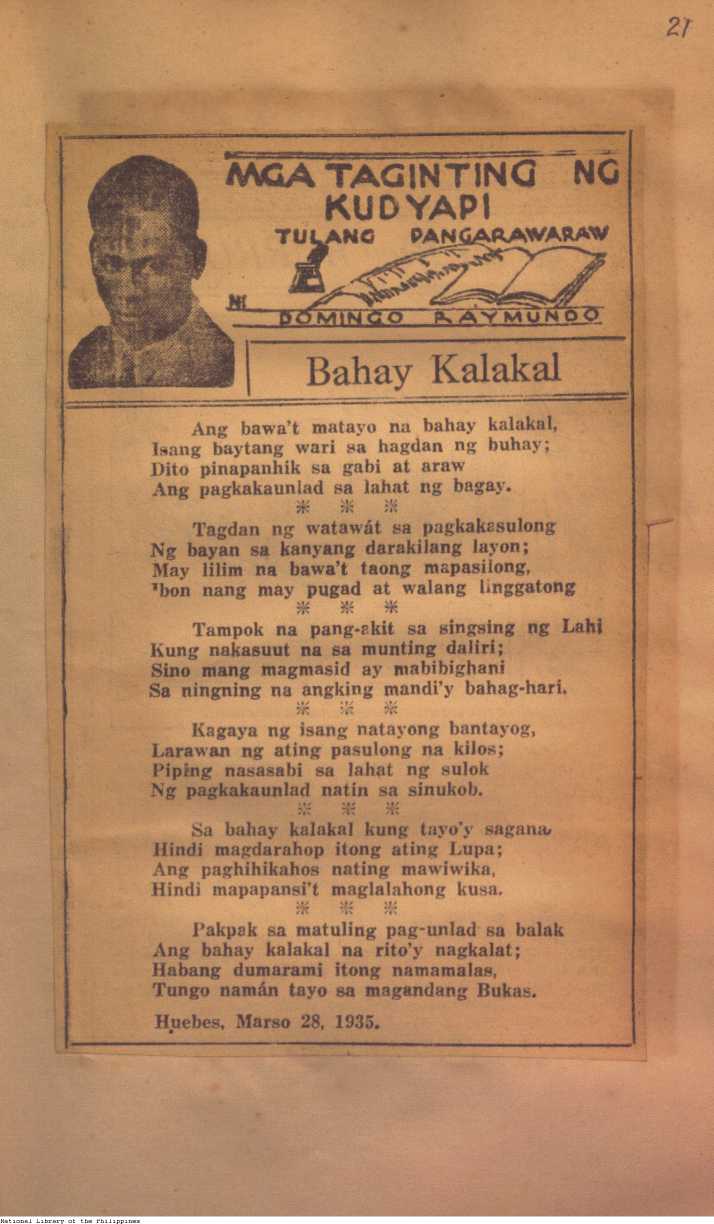 21
MGA TAGINTING NG
KUDYAPI
TULANG PANGARAWARAW
NI
DOMINGO RAYMUNDO
Bahay Kalakal
Ang bawa't matayo na bahay kalakal,
Isang baytang wari sa hagdan ng buhay;
Dito pinapanhik sa gabi at araw
Ang pagkakaunlad sa lahat ng bagay.
* * *
Tagdan ng watawát sa pagkakasulong
Ng bayan sa kanyang darakilang layon;
May lilim na bawa't taong mapasilong,
'bon nang may pugad at walang linggatong
* * *
Tampok na pang-akit sa singsing ng Lahi
Kung nakasuut na sa munting daliri;
Sino mang magmasid ay mabibighani
Sa ningning na angking mandi'y bahag-hari.
* * *
Kagaya ng isang natayong bantayog,
Larawan ng ating pasulong na kilos;
Piping nasasabi sa lahat ng sulok
Ng pagkakaunlad natin sa sinukob.
* * *
Sa bahay kalakal kung tayo'y sagana,
Hindi magdarahop itong ating Lupa;
Ang paghihikahos nating mawiwika,
Hindi mapapansi't maglalahong kusa.
* * *
Pakpak sa matuling pag-unlad sa balak
Ang bahay kalakal na rito'y nagkalat;
Habang dumarami itong namamalas,
Tungo namán tayo sa magandang Bukas.
Huebes, Marso 28, 1935.
National Library of the Philippines